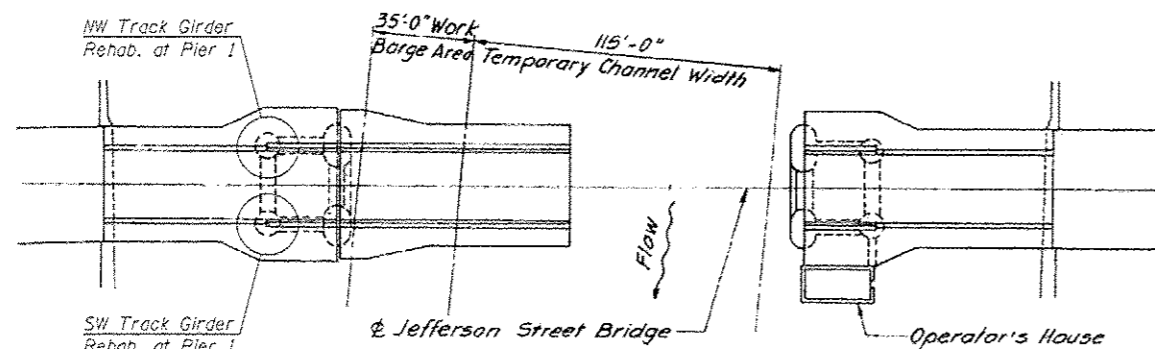 NW Track Girder
Rehab. at Pier 1
35'-0" Work
Barge Area
115'-0"
Temporary Channel Width
Flow
SW Track Girder
Rehab. at Pier 1
℄ Jefferson Street Bridge
Operator's House